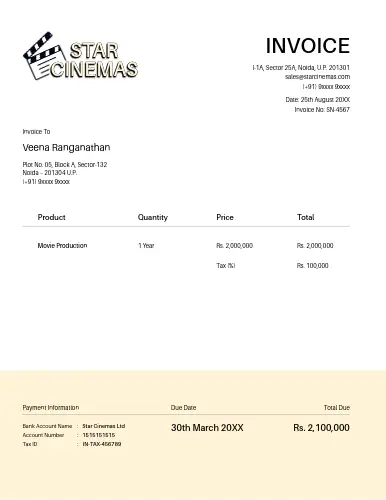 STAR
CINEMAS
INVOICE
I-1A, Sector 25A, Noida, U.P. 201301
sales@starcinemas.com
(+91) 9xxxx 9xxxx
Date: 25th August 20XX
Invoice No: SN-4567
Invoice To
Veena Ranganathan
Plot No. 05, Block A, Sector-132
Noida - 201304 U.P.
(+91) 9xxxx 9xxxx
Product Quantity Price Total
Movie Production 1 Year Rs. 2,000,000 Rs. 2,000,000
Tax (%) Rs. 100,000
Payment Information Due Date Total Due
Bank Account Name : Star Cinemas Ltd
Account Number : 1515151515
Tax ID : IN-TAX-456789
30th March 20XX Rs. 2,100,000